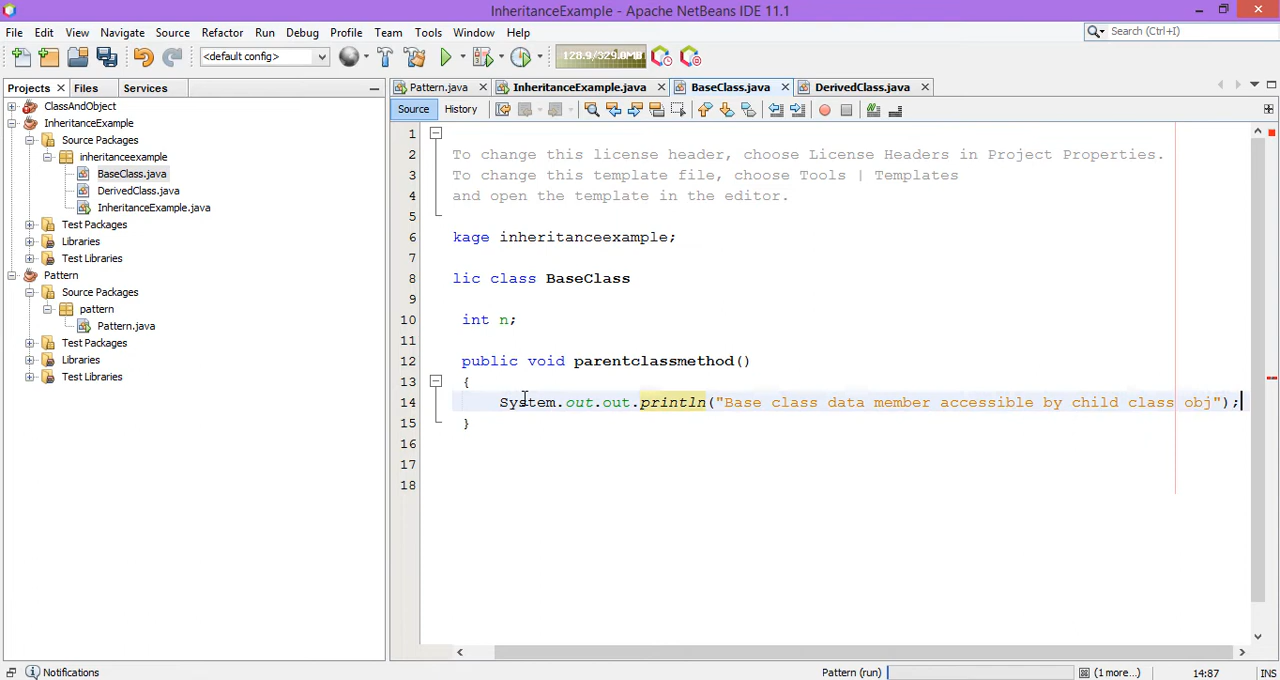 InheritanceExample - Apache NetBeans IDE 11.1
File Edit View Navigate Source Refactor Run Debug Profile Team Tools Window Help
Search (Ctrl+I)
<default config>
128.9/329.0MB
Projects Files Services
Pattern.java InheritanceExample.java BaseClass.java DerivedClass.java
Source History
ClassAndObject
InheritanceExample
Source Packages
inheritanceexample
BaseClass.java
DerivedClass.java
InheritanceExample.java
Test Packages
Libraries
Test Libraries
Pattern
Source Packages
pattern
Pattern.java
Test Packages
Libraries
Test Libraries
1
2 To change this license header, choose License Headers in Project Properties.
3 To change this template file, choose Tools | Templates
4 and open the template in the editor.
5
6 kage inheritanceexample;
7
8 lic class BaseClass
9
10 int n;
11
12 public void parentclassmethod()
13 {
14 System.out.out.println("Base class data member accessible by child class obj");
15 }
16
17
18
Notifications
Pattern (run)
(1 more...)
14:87
INS